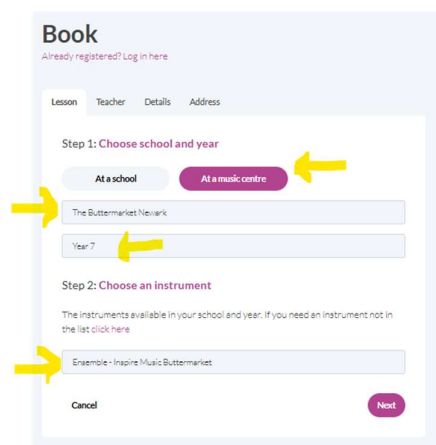 Book
Already registered? Log in here
Lesson Teacher Details Address
Step 1: Choose school and year
At a school At a music centre
The Buttermarket Newark
Year 7
Step 2: Choose an instrument
The instruments available in your school and year. If you need an instrument not in
the list click here
Ensemble - Inspire Music Buttermarket
Cancel Next